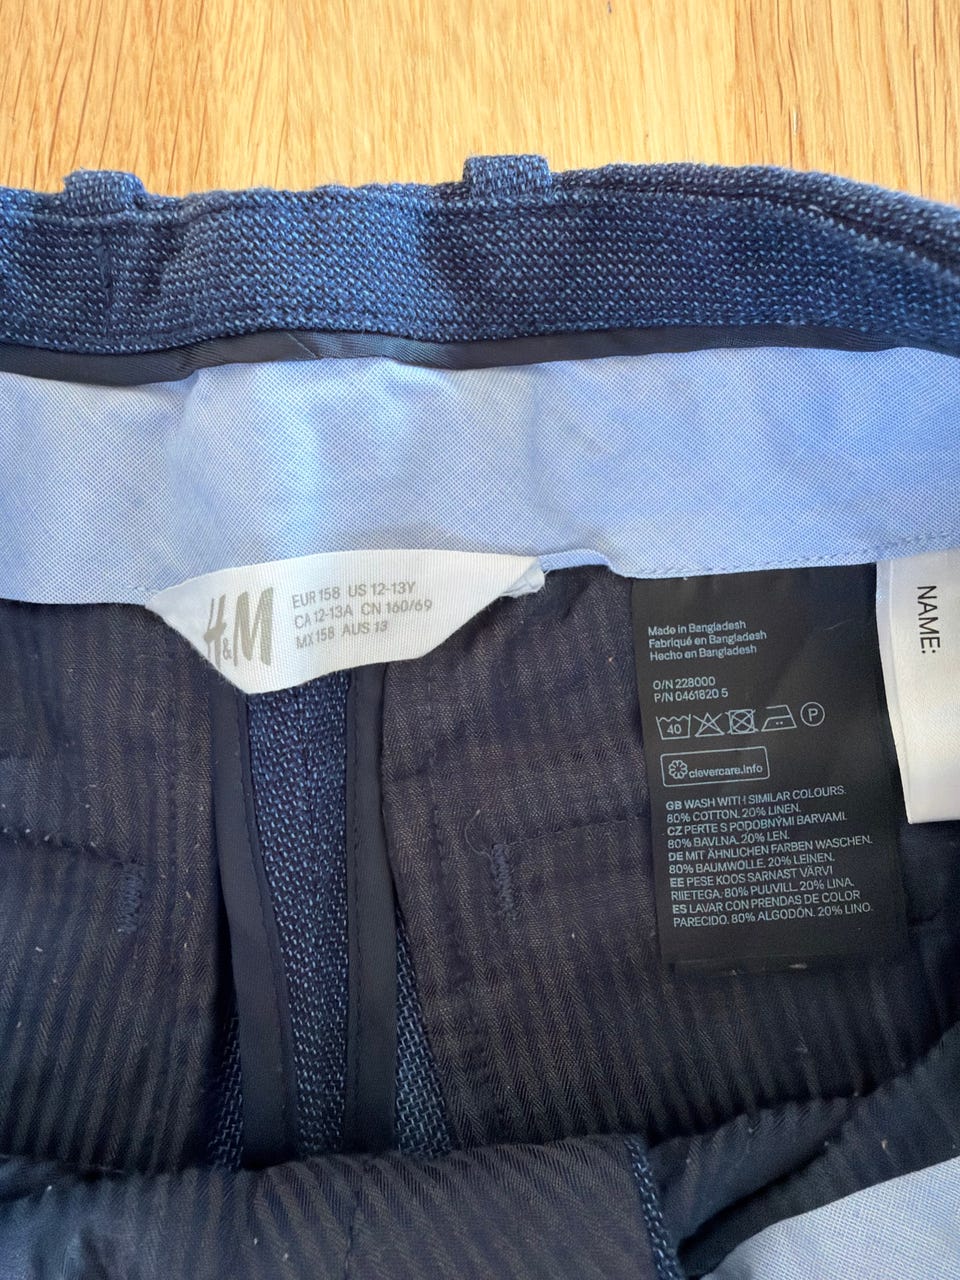 H&M
EUR 158 US 12-13Y
CA 12-13A CN 160/69
MX 158 AUS 13
Made in Bangladesh
Fabriqué en Bangladesh
Hecho en Bangladesh
O/N 228000
P/N 0461820 5
40
P
clevercare.info
GB WASH WITH SIMILAR COLOURS.
80% COTTON. 20% LINEN.
CZ PERTE S PODOBNÝMI BARVAMI.
80% BAVLNA. 20% LEN.
DE MIT ÄHNLICHEN FARBEN WASCHEN.
80% BAUMWOLLE. 20% LEINEN.
EE PESE KOOS SARNAST VÄRVI
RIIETEGA. 80% PUUVILL. 20% LINA.
ES LAVAR CON PRENDAS DE COLOR
PARECIDO. 80% ALGODÓN. 20% LINO.
NAME: